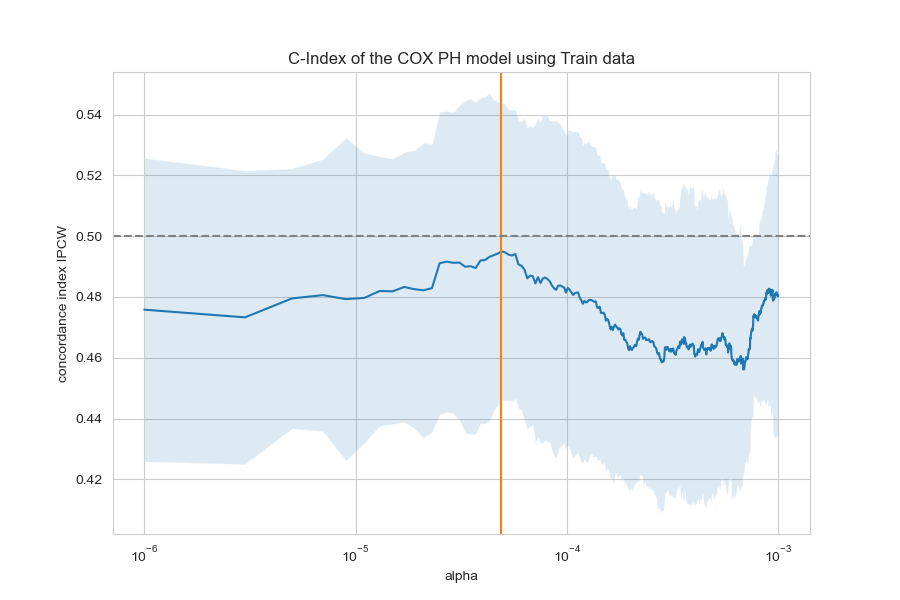 C-Index of the COX PH model using Train data
concordance index IPCW
0.54
0.52
0.50
0.48
0.46
0.44
0.42
10⁻⁶ 10⁻⁵ 10⁻⁴ 10⁻³
alpha